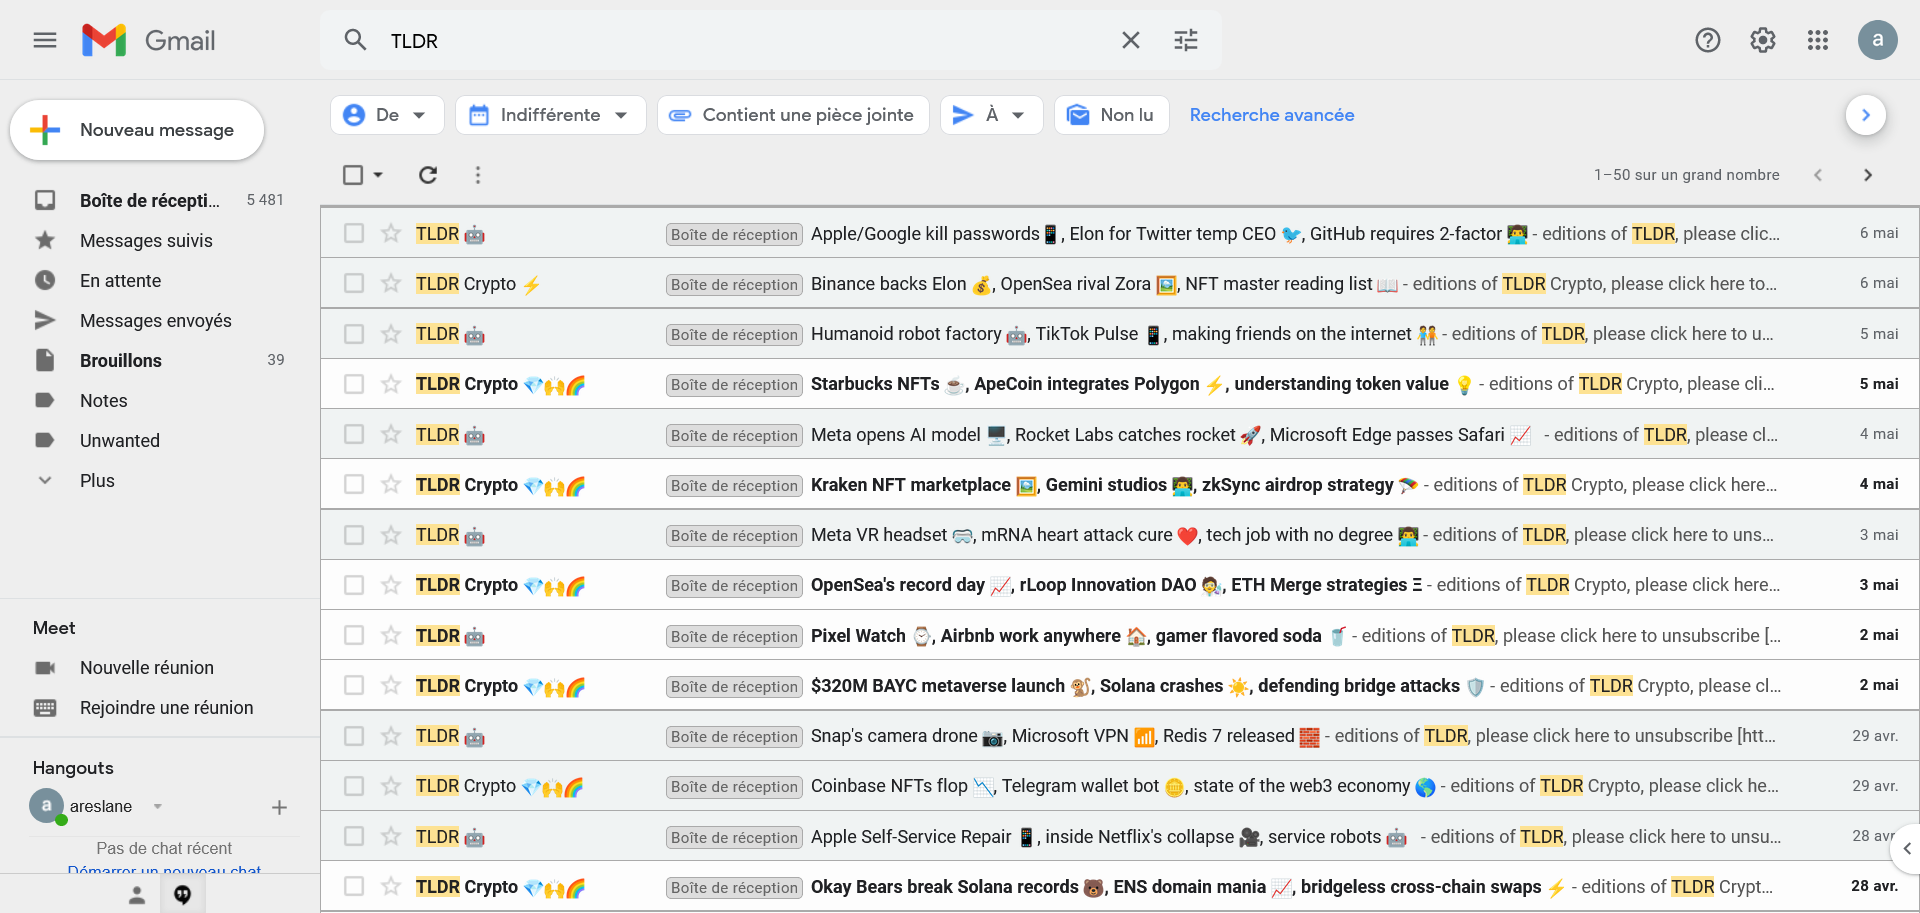 Gmail
TLDR
a
De
Indifférente
Contient une pièce jointe
À
Non lu
Recherche avancée
Nouveau message
1–50 sur un grand nombre
Boîte de récepti… 5 481
Messages suivis
En attente
Messages envoyés
Brouillons 39
Notes
Unwanted
Plus
Meet
Nouvelle réunion
Rejoindre une réunion
Hangouts
a areslane
Pas de chat récent
Démarrer un nouveau chat
TLDR 🤖 Boîte de réception Apple/Google kill passwords📱, Elon for Twitter temp CEO 🐦, GitHub requires 2-factor 👨‍💻 - editions of TLDR, please clic… 6 mai
TLDR Crypto ⚡ Boîte de réception Binance backs Elon 💰, OpenSea rival Zora 🖼️, NFT master reading list 📖 - editions of TLDR Crypto, please click here to… 6 mai
TLDR 🤖 Boîte de réception Humanoid robot factory 🤖, TikTok Pulse 📱, making friends on the internet 🧑‍🤝‍🧑 - editions of TLDR, please click here to u… 5 mai
TLDR Crypto 💎🙌🌈 Boîte de réception Starbucks NFTs ☕, ApeCoin integrates Polygon ⚡, understanding token value 💡 - editions of TLDR Crypto, please cli… 5 mai
TLDR 🤖 Boîte de réception Meta opens AI model 🖥️, Rocket Labs catches rocket 🚀, Microsoft Edge passes Safari 📈 - editions of TLDR, please cl… 4 mai
TLDR Crypto 💎🙌🌈 Boîte de réception Kraken NFT marketplace 🖼️, Gemini studios 👨‍💻, zkSync airdrop strategy 🪂 - editions of TLDR Crypto, please click here… 4 mai
TLDR 🤖 Boîte de réception Meta VR headset 🥽, mRNA heart attack cure ❤️, tech job with no degree 👨‍💻 - editions of TLDR, please click here to uns… 3 mai
TLDR Crypto 💎🙌🌈 Boîte de réception OpenSea's record day 📈, rLoop Innovation DAO 🧑‍🔬, ETH Merge strategies Ξ - editions of TLDR Crypto, please click here… 3 mai
TLDR 🤖 Boîte de réception Pixel Watch ⌚, Airbnb work anywhere 🏠, gamer flavored soda 🥤 - editions of TLDR, please click here to unsubscribe [… 2 mai
TLDR Crypto 💎🙌🌈 Boîte de réception $320M BAYC metaverse launch 🐒, Solana crashes ☀️, defending bridge attacks 🛡️ - editions of TLDR Crypto, please cl… 2 mai
TLDR 🤖 Boîte de réception Snap's camera drone 📷, Microsoft VPN 📶, Redis 7 released 🧱 - editions of TLDR, please click here to unsubscribe [htt… 29 avr.
TLDR Crypto 💎🙌🌈 Boîte de réception Coinbase NFTs flop 📉, Telegram wallet bot 🪙, state of the web3 economy 🌎 - editions of TLDR Crypto, please click he… 29 avr.
TLDR 🤖 Boîte de réception Apple Self-Service Repair 📱, inside Netflix's collapse 🎥, service robots 🤖 - editions of TLDR, please click here to unsu… 28 avr
TLDR Crypto 💎🙌🌈 Boîte de réception Okay Bears break Solana records 🐻, ENS domain mania 📈, bridgeless cross-chain swaps ⚡ - editions of TLDR Crypt… 28 avr.